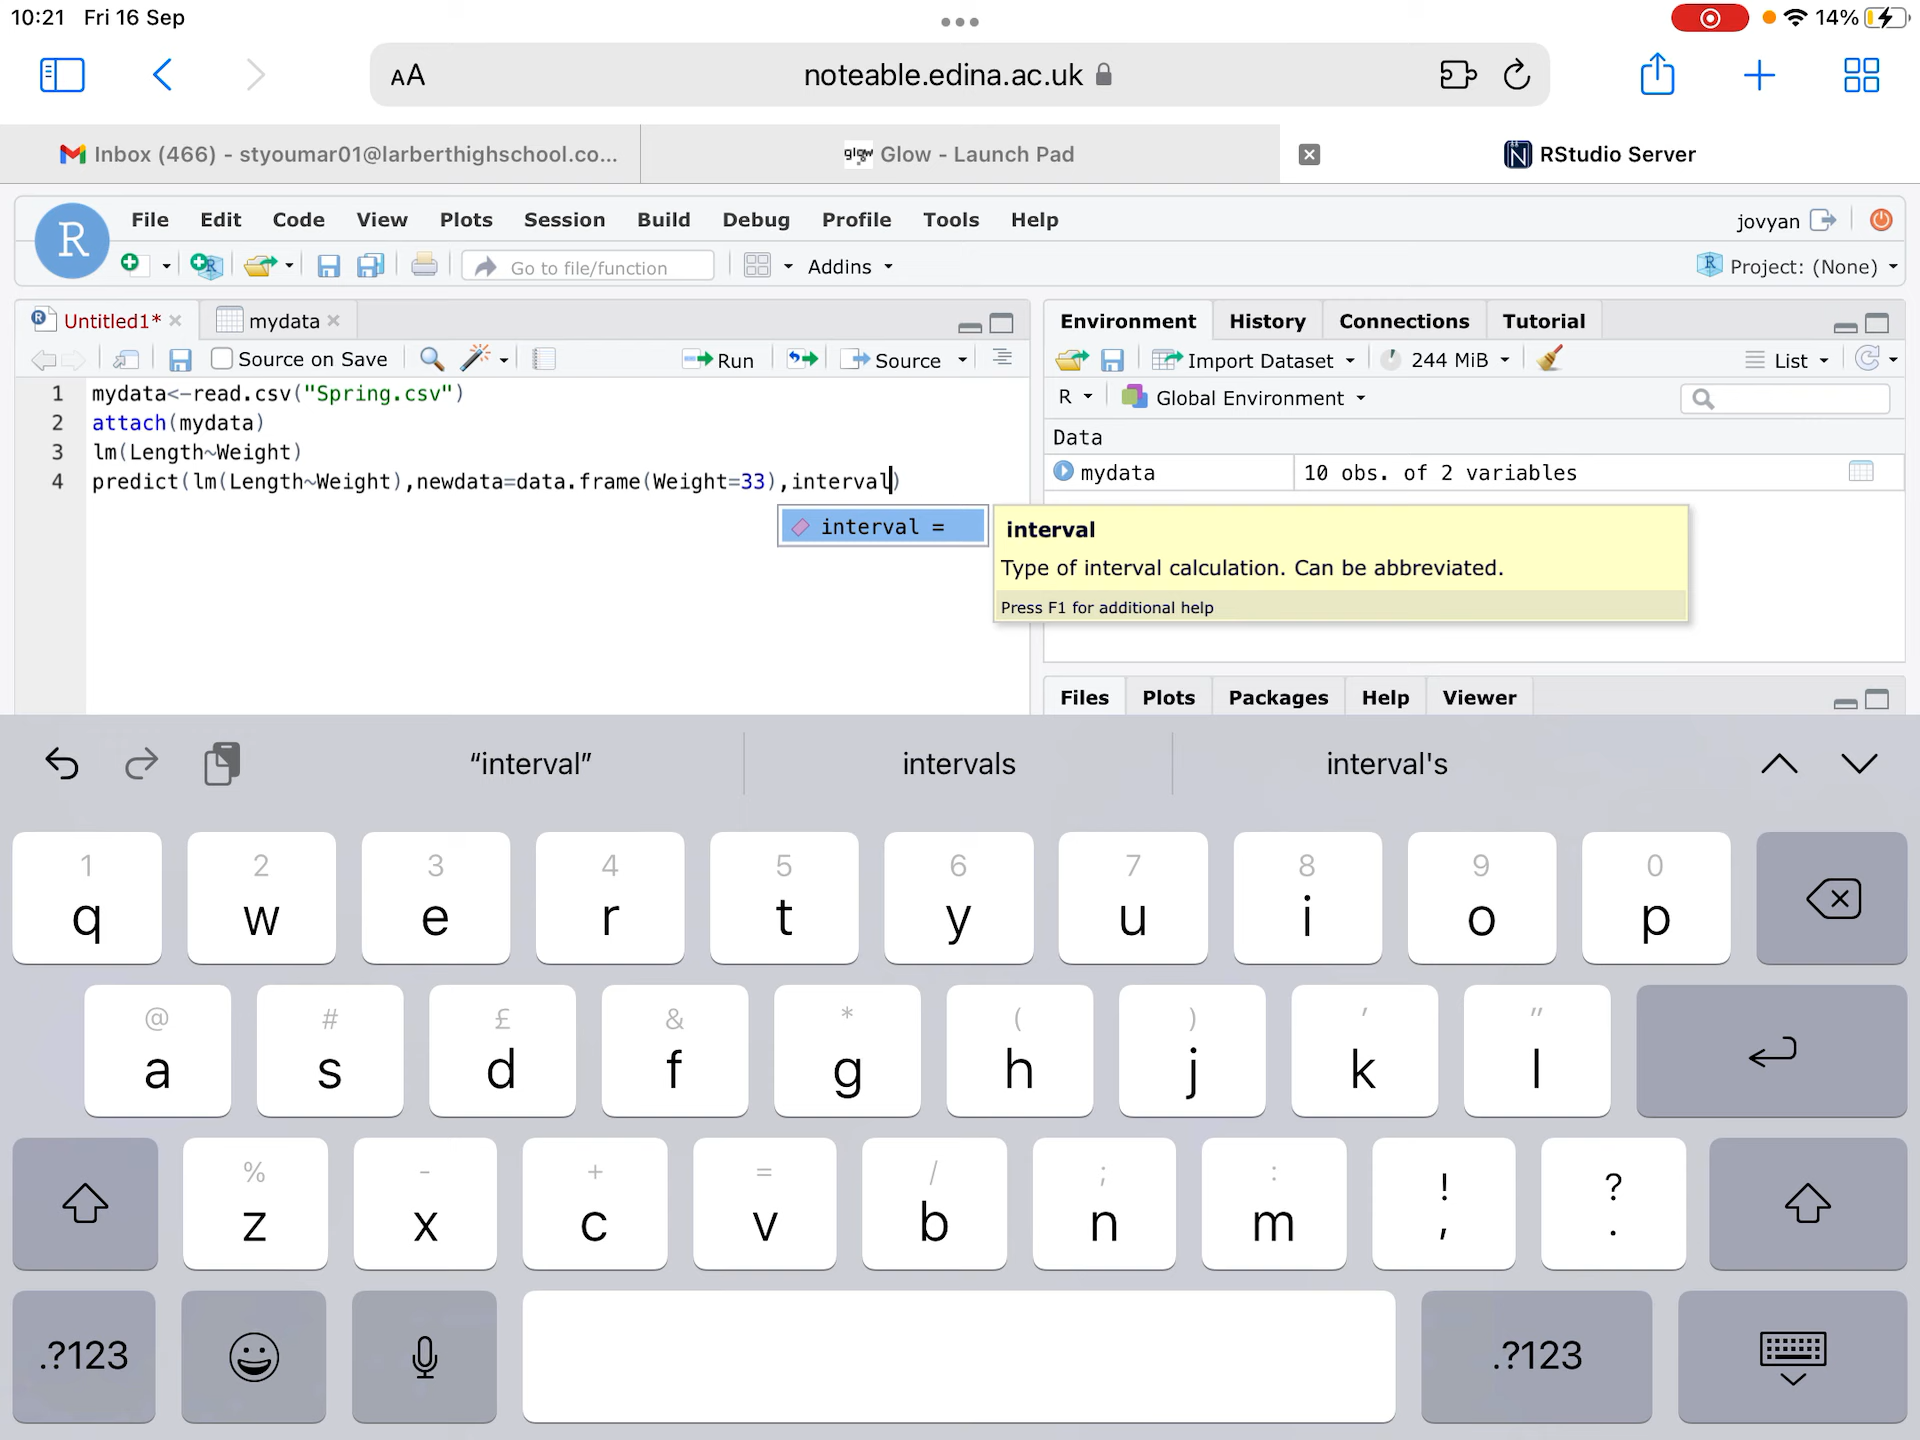 10:21 Fri 16 Sep
14%
AA noteable.edina.ac.uk
Inbox (466) - styoumar01@larberthighschool.co... glow Glow - Launch Pad N RStudio Server
R File Edit Code View Plots Session Build Debug Profile Tools Help jovyan
Go to file/function Addins R Project: (None)
Untitled1* mydata
Source on Save Run Source
1 mydata<-read.csv("Spring.csv")
2 attach(mydata)
3 lm(Length~Weight)
4 predict(lm(Length~Weight),newdata=data.frame(Weight=33),interval)
interval =
Environment History Connections Tutorial
Import Dataset 244 MiB List
R Global Environment
Data
mydata 10 obs. of 2 variables
interval
Type of interval calculation. Can be abbreviated.
Press F1 for additional help
Files Plots Packages Help Viewer
“interval” intervals interval's
1 2 3 4 5 6 7 8 9 0
q w e r t y u i o p
@ # £ & * ( ) ' "
a s d f g h j k l
% - + = / ; : ! ?
z x c v b n m , .
.?123 .?123